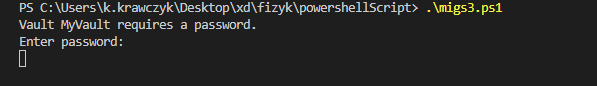 PS C:\Users\k.krawczyk\Desktop\xd\fizyk\powershellScript> .\migs3.ps1
Vault MyVault requires a password.
Enter password: